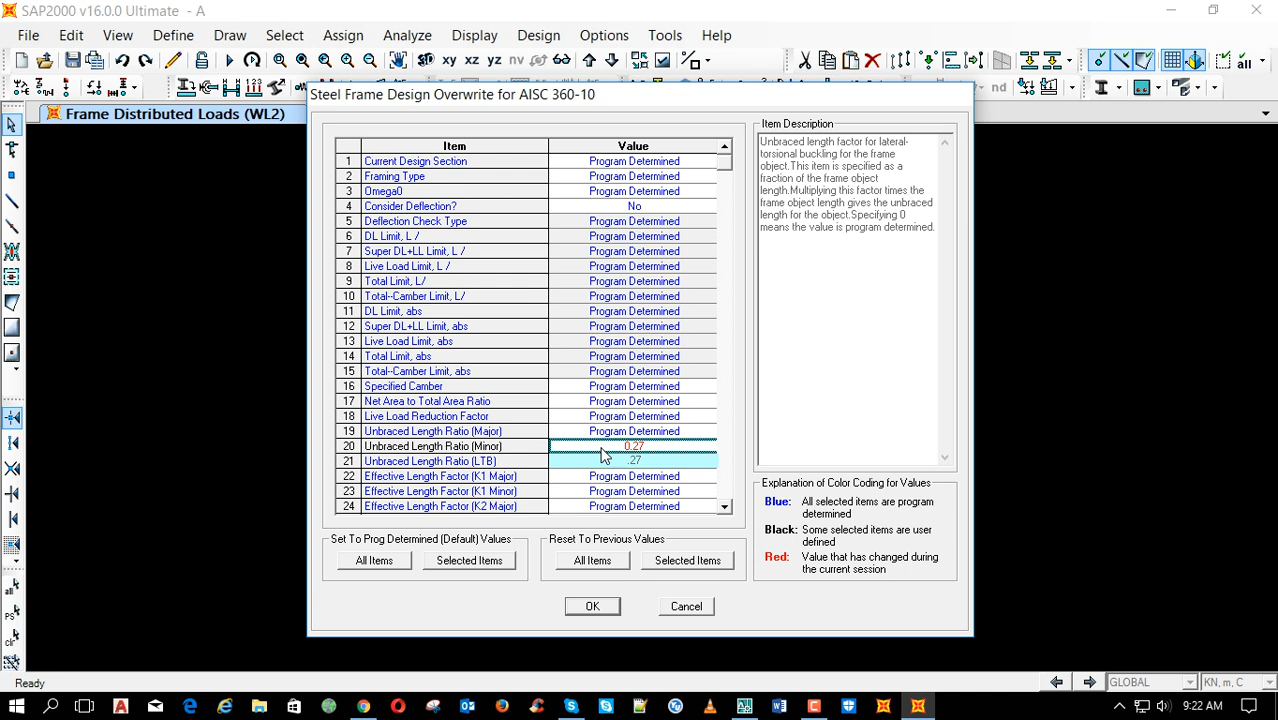 SAP2000 v16.0.0 Ultimate - A
File Edit View Define Draw Select Assign Analyze Display Design Options Tools Help
3D xy xz yz nv
all
nd
Frame Distributed Loads (WL2)
Steel Frame Design Overwrite for AISC 360-10
Item Value
1 Current Design Section Program Determined
2 Framing Type Program Determined
3 Omega0 Program Determined
4 Consider Deflection? No
5 Deflection Check Type Program Determined
6 DL Limit, L / Program Determined
7 Super DL+LL Limit, L / Program Determined
8 Live Load Limit, L / Program Determined
9 Total Limit, L/ Program Determined
10 Total--Camber Limit, L/ Program Determined
11 DL Limit, abs Program Determined
12 Super DL+LL Limit, abs Program Determined
13 Live Load Limit, abs Program Determined
14 Total Limit, abs Program Determined
15 Total--Camber Limit, abs Program Determined
16 Specified Camber Program Determined
17 Net Area to Total Area Ratio Program Determined
18 Live Load Reduction Factor Program Determined
19 Unbraced Length Ratio (Major) Program Determined
20 Unbraced Length Ratio (Minor) 0.27
21 Unbraced Length Ratio (LTB) .27
22 Effective Length Factor (K1 Major) Program Determined
23 Effective Length Factor (K1 Minor) Program Determined
24 Effective Length Factor (K2 Major) Program Determined
Item Description
Unbraced length factor for lateral-
torsional buckling for the frame
object.This item is specified as a
fraction of the frame object
length.Multiplying this factor times the
frame object length gives the unbraced
length for the object.Specifying 0
means the value is program determined.
Explanation of Color Coding for Values
Blue: All selected items are program
determined
Black: Some selected items are user
defined
Red: Value that has changed during
the current session
Set To Prog Determined (Default) Values
All Items Selected Items
Reset To Previous Values
All Items Selected Items
OK Cancel
all
PS
clr
Ready
GLOBAL KN, m, C
9:22 AM